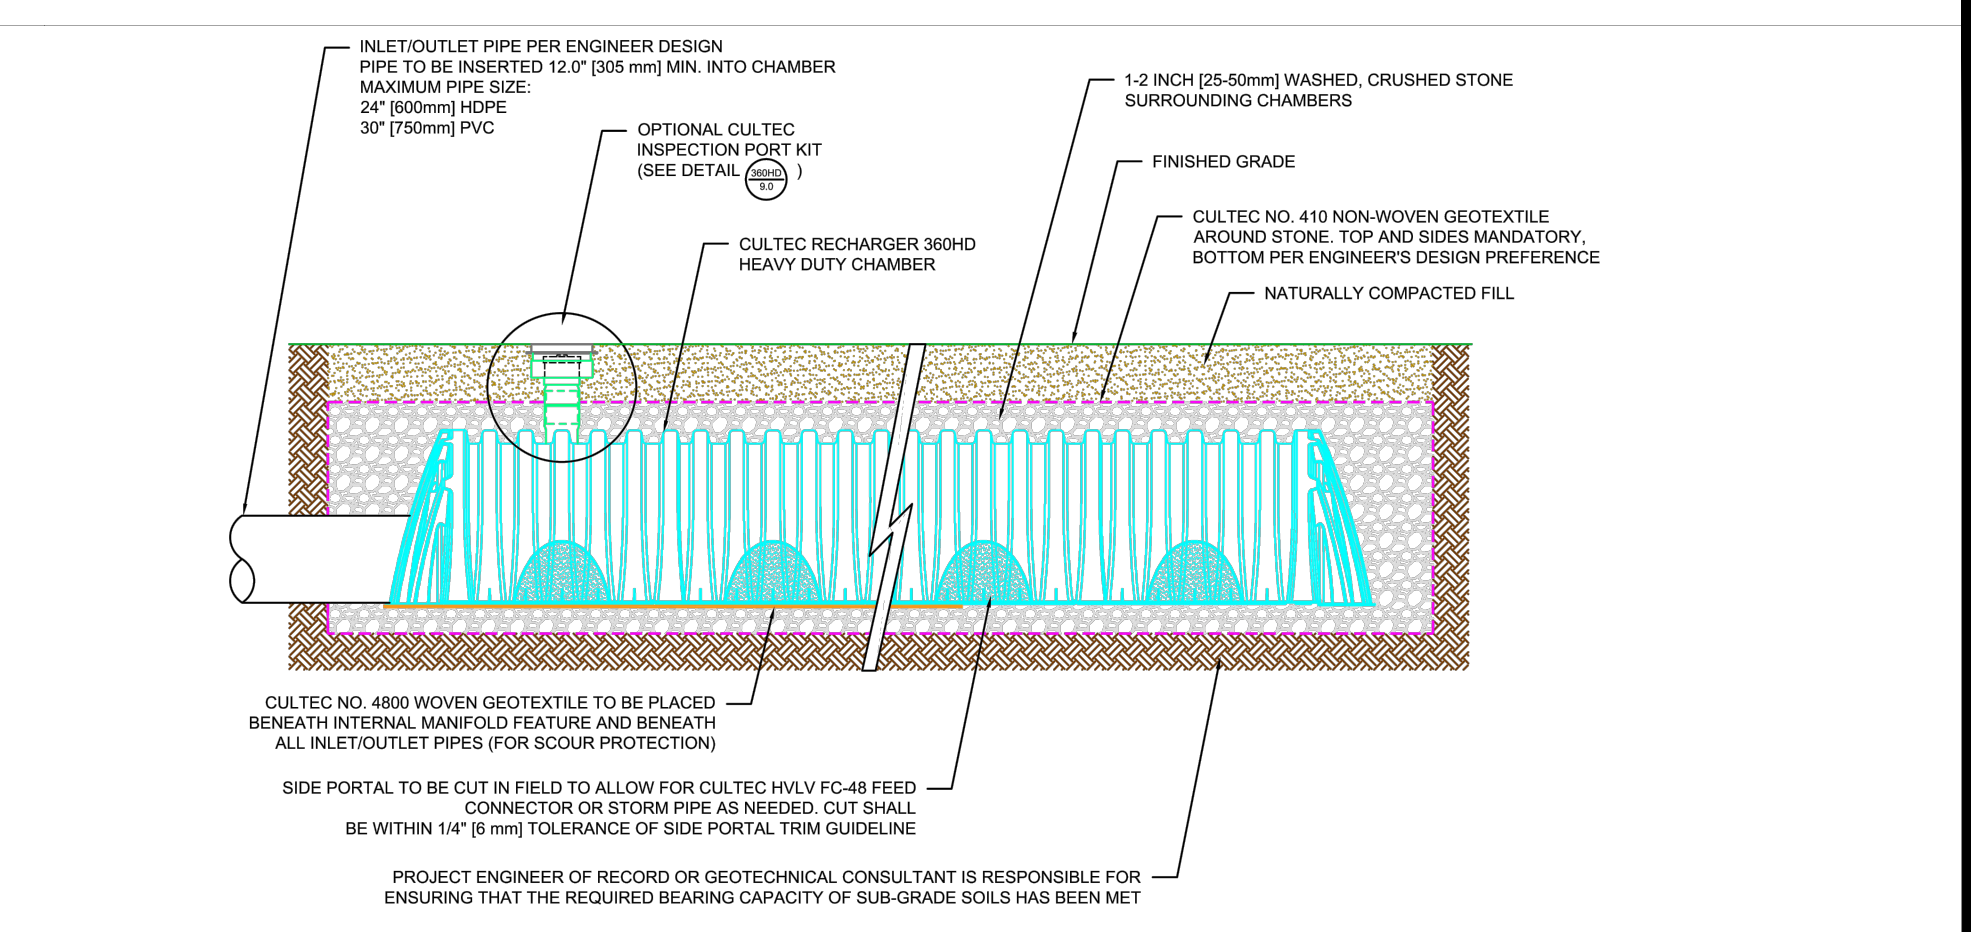 INLET/OUTLET PIPE PER ENGINEER DESIGN
PIPE TO BE INSERTED 12.0" [305 mm] MIN. INTO CHAMBER
MAXIMUM PIPE SIZE:
24" [600mm] HDPE
30" [750mm] PVC
OPTIONAL CULTEC
INSPECTION PORT KIT
(SEE DETAIL 360HD )
9.0
CULTEC RECHARGER 360HD
HEAVY DUTY CHAMBER
1-2 INCH [25-50mm] WASHED, CRUSHED STONE
SURROUNDING CHAMBERS
FINISHED GRADE
CULTEC NO. 410 NON-WOVEN GEOTEXTILE
AROUND STONE. TOP AND SIDES MANDATORY,
BOTTOM PER ENGINEER'S DESIGN PREFERENCE
NATURALLY COMPACTED FILL
CULTEC NO. 4800 WOVEN GEOTEXTILE TO BE PLACED
BENEATH INTERNAL MANIFOLD FEATURE AND BENEATH
ALL INLET/OUTLET PIPES (FOR SCOUR PROTECTION)
SIDE PORTAL TO BE CUT IN FIELD TO ALLOW FOR CULTEC HVLV FC-48 FEED
CONNECTOR OR STORM PIPE AS NEEDED. CUT SHALL
BE WITHIN 1/4" [6 mm] TOLERANCE OF SIDE PORTAL TRIM GUIDELINE
PROJECT ENGINEER OF RECORD OR GEOTECHNICAL CONSULTANT IS RESPONSIBLE FOR
ENSURING THAT THE REQUIRED BEARING CAPACITY OF SUB-GRADE SOILS HAS BEEN MET